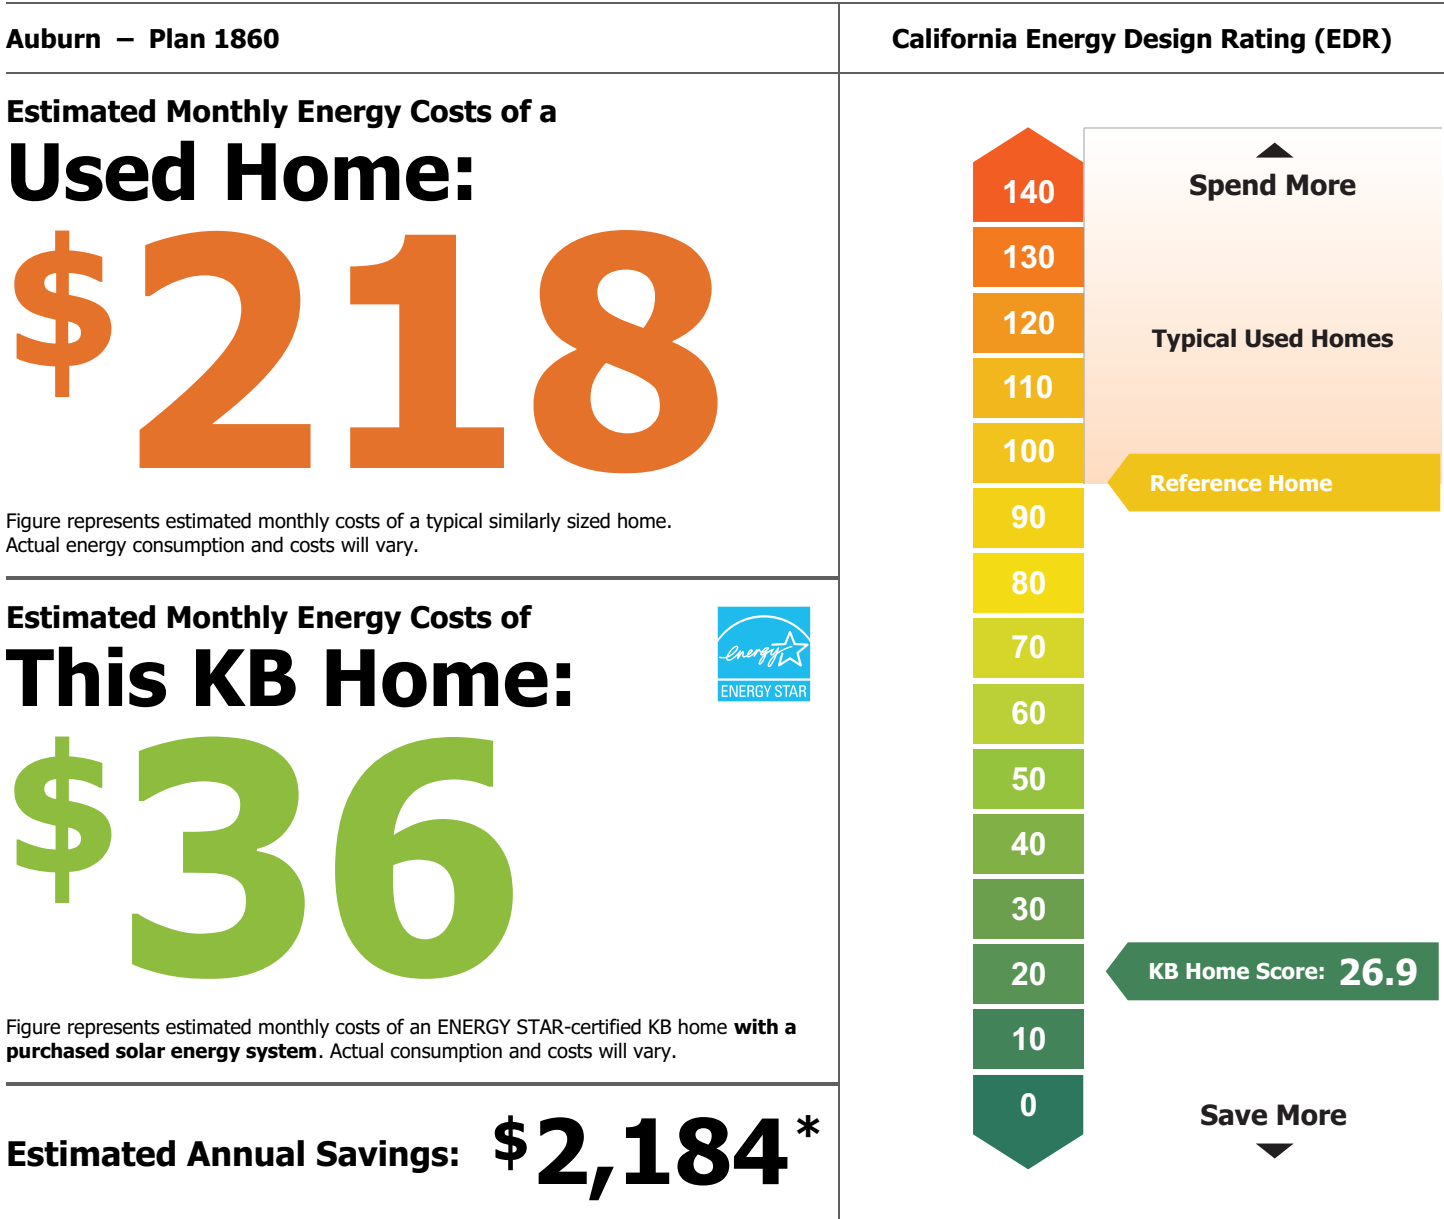 Auburn – Plan 1860
Estimated Monthly Energy Costs of a
Used Home:
$218
Figure represents estimated monthly costs of a typical similarly sized home.
Actual energy consumption and costs will vary.
Estimated Monthly Energy Costs of
This KB Home:
energy
ENERGY STAR
$36
Figure represents estimated monthly costs of an ENERGY STAR-certified KB home with a
purchased solar energy system. Actual consumption and costs will vary.
Estimated Annual Savings: $2,184*
California Energy Design Rating (EDR)
140
Spend More
130
120
Typical Used Homes
110
100
Reference Home
90
80
70
60
50
40
30
20
KB Home Score: 26.9
10
0
Save More